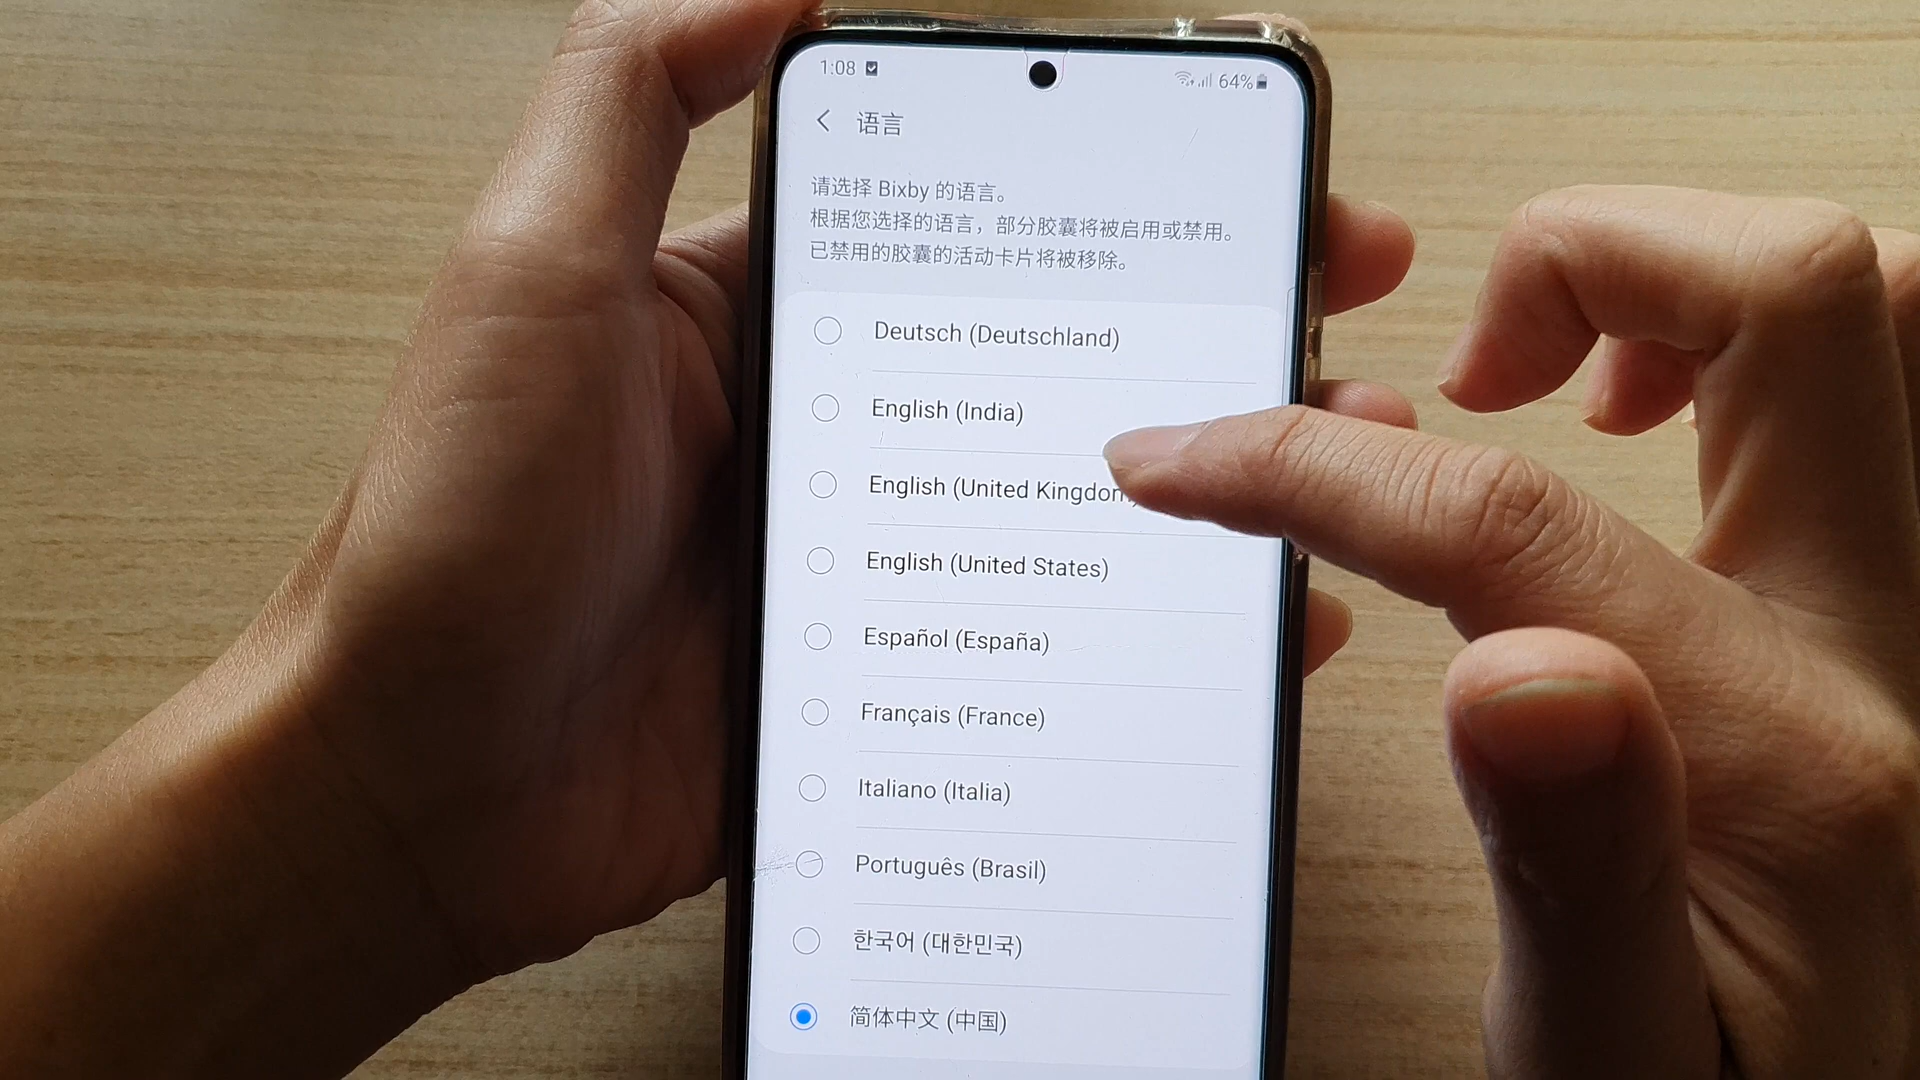 1:08 64%
语言
请选择 Bixby 的语言。
根据您选择的语言，部分胶囊将被启用或禁用。
已禁用的胶囊的活动卡片将被移除。
Deutsch (Deutschland)
English (India)
English (United Kingdom)
English (United States)
Español (España)
Français (France)
Italiano (Italia)
Português (Brasil)
한국어 (대한민국)
简体中文 (中国)